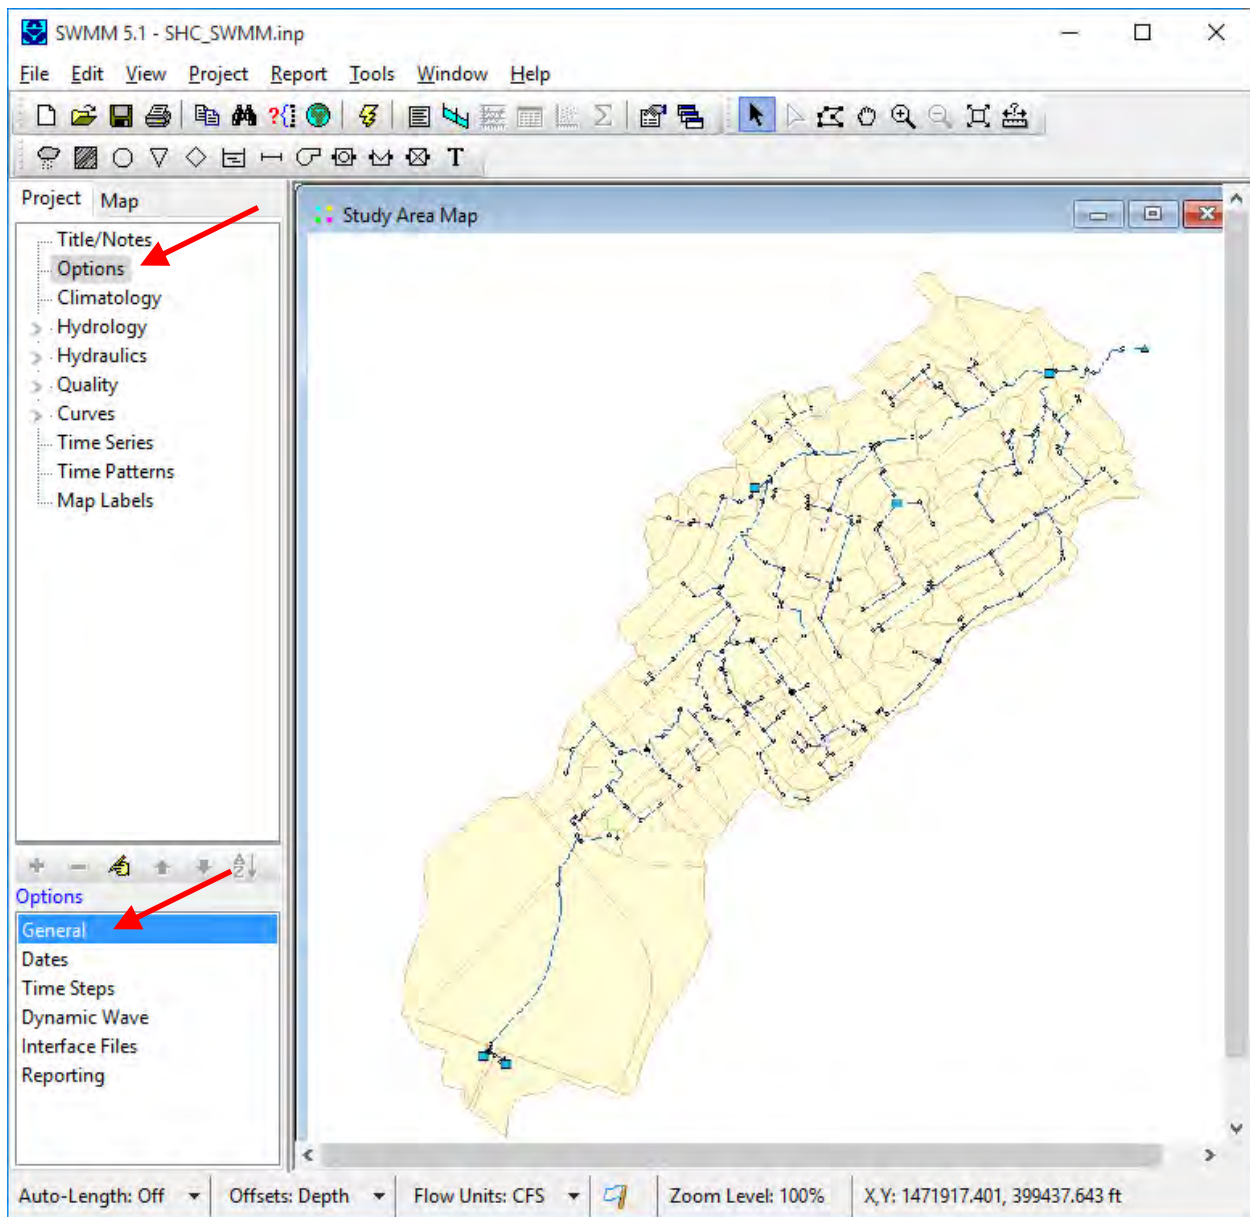 SWMM 5.1 - SHC_SWMM.inp
File Edit View Project Report Tools Window Help
T
Project Map
Study Area Map
Title/Notes
Options
Climatology
Hydrology
Hydraulics
Quality
Curves
Time Series
Time Patterns
Map Labels
Options
General
Dates
Time Steps
Dynamic Wave
Interface Files
Reporting
Auto-Length: Off Offsets: Depth Flow Units: CFS Zoom Level: 100% X,Y: 1471917.401, 399437.643 ft